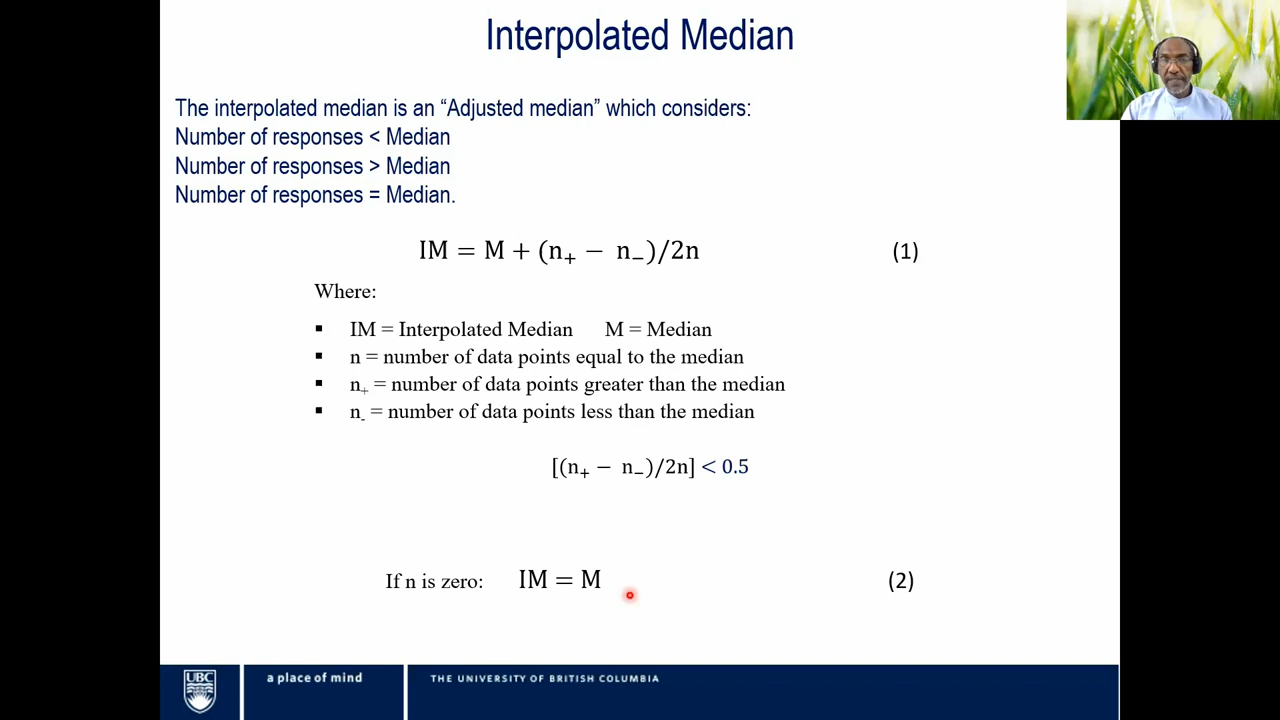 Interpolated Median
The interpolated median is an “Adjusted median” which considers:
Number of responses < Median
Number of responses > Median
Number of responses = Median.
IM = M + (n₊ − n₋)/2n (1)
Where:
▪ IM = Interpolated Median M = Median
▪ n = number of data points equal to the median
▪ n₊ = number of data points greater than the median
▪ n₋ = number of data points less than the median
[(n₊ − n₋)/2n] < 0.5
If n is zero: IM = M (2)
UBC a place of mind THE UNIVERSITY OF BRITISH COLUMBIA